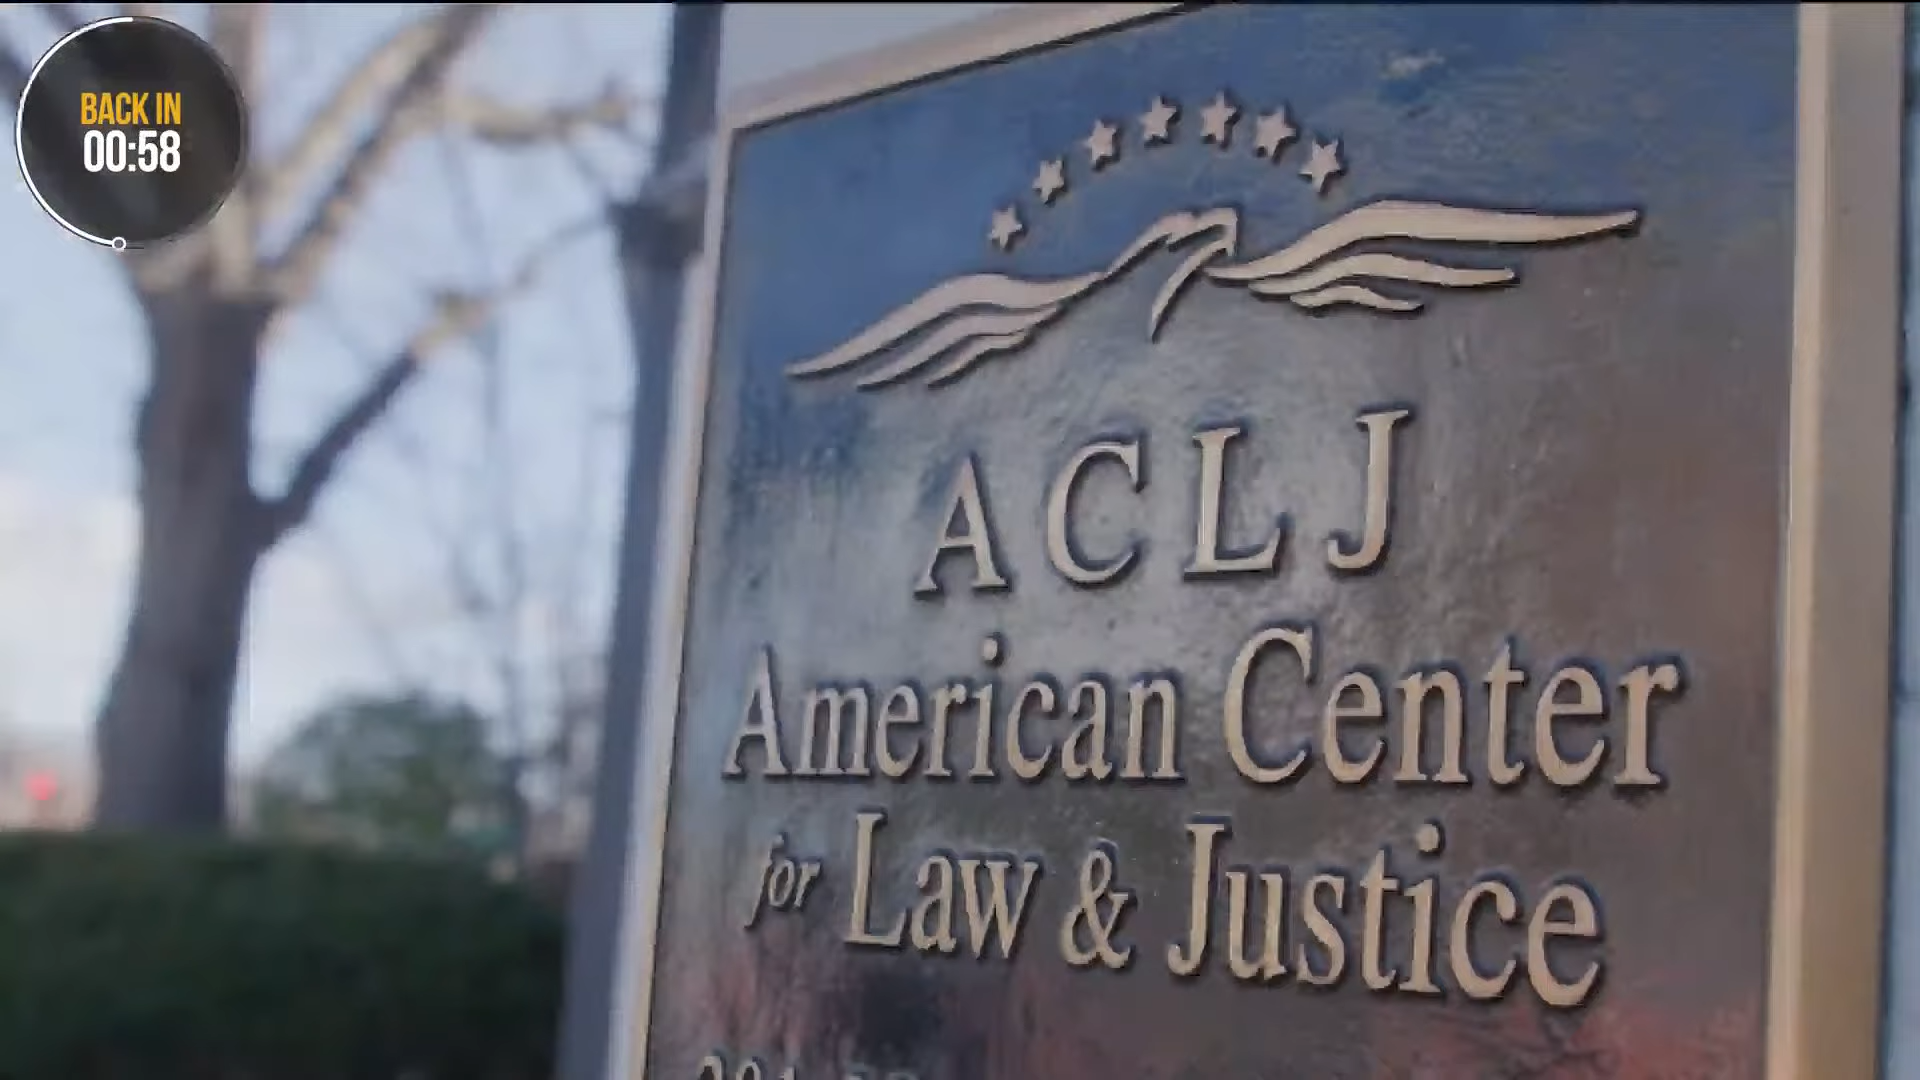 BACK IN
00:58
ACLJ
American Center
for Law & Justice